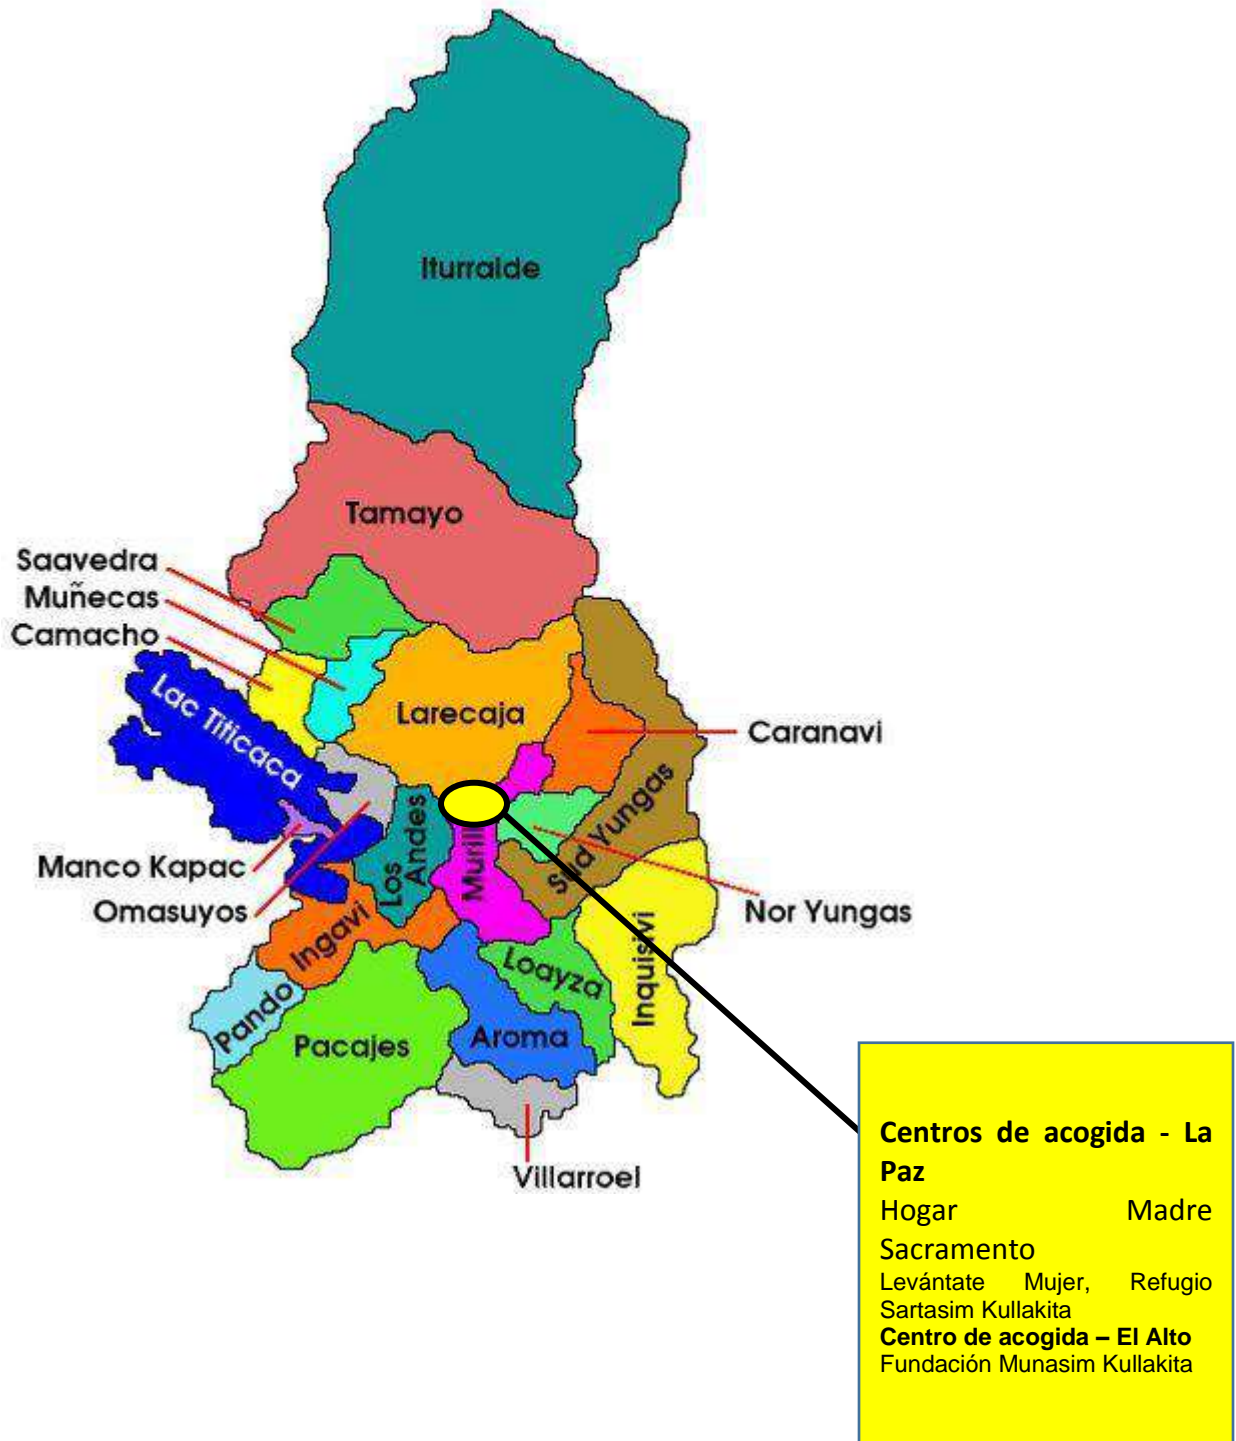 Iturralde
Tamayo
Saavedra
Muñecas
Camacho
Lac Titicaca
Larecaja
Caranavi
Manco Kapac
Omasuyos
Los
Andes
Murill
Sud Yungas
Nor Yungas
Ingavi
Loayza
Inquisivi
Pando
Pacajes
Aroma
Villarroel
Centros de acogida - La
Paz
Hogar Madre
Sacramento
Levántate Mujer, Refugio
Sartasim Kullakita
Centro de acogida – El Alto
Fundación Munasim Kullakita